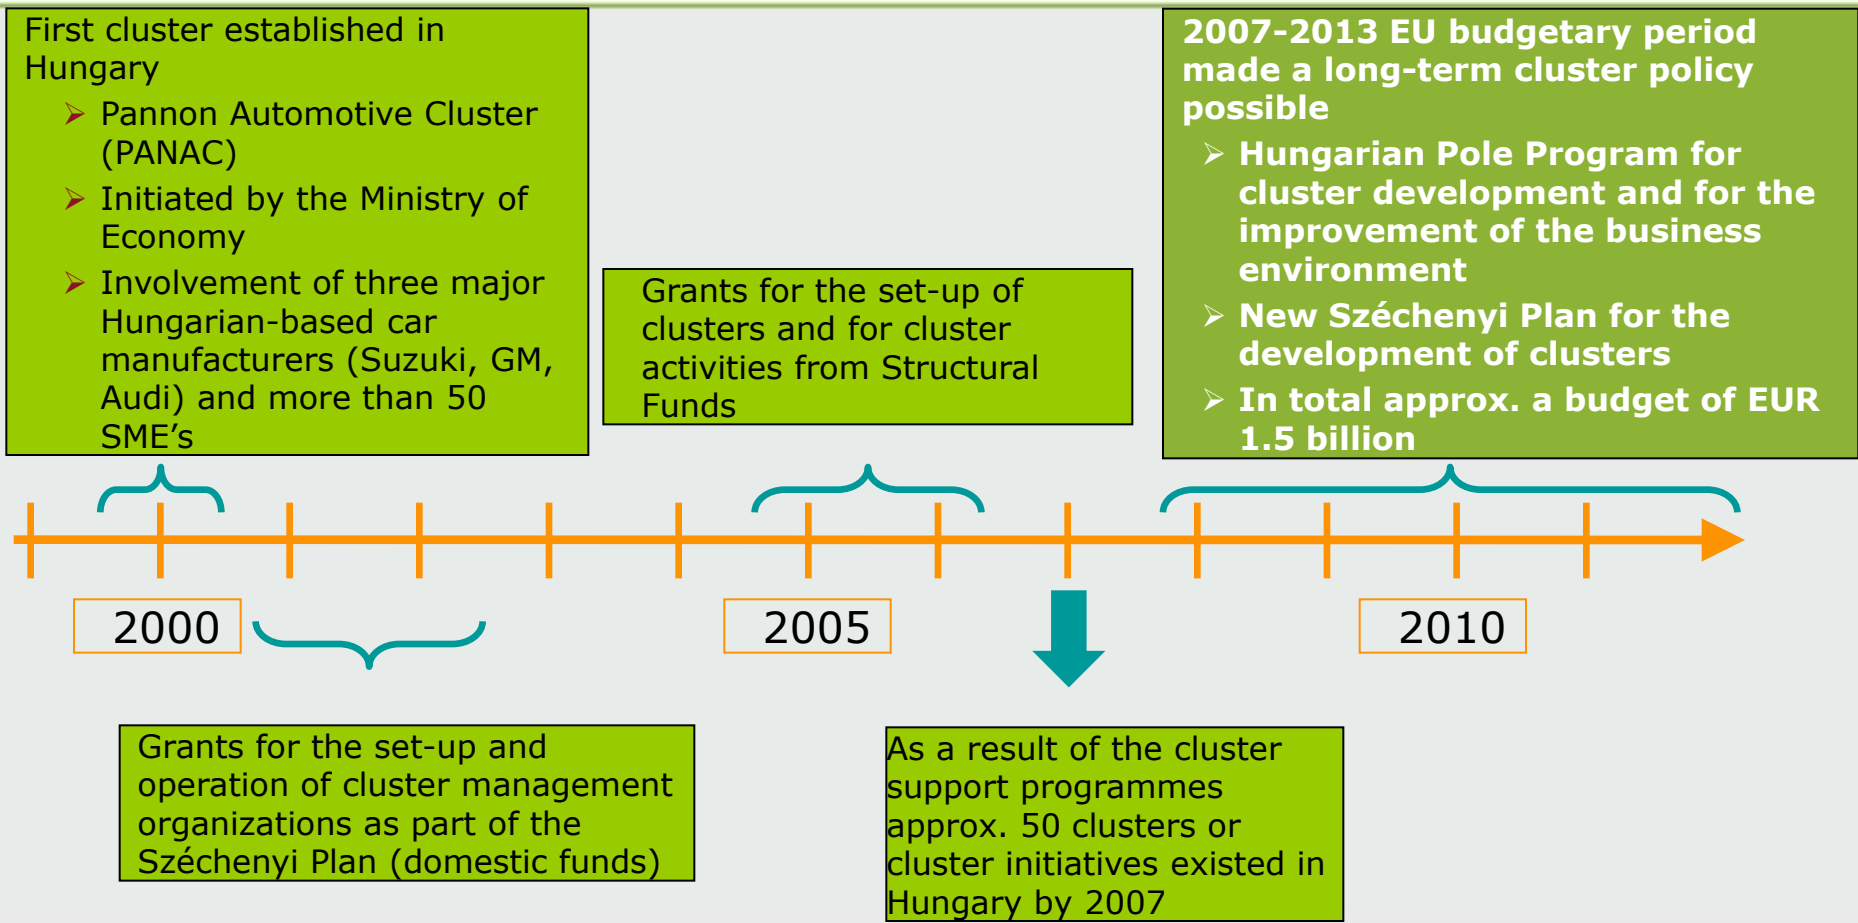 First cluster established in
Hungary
➢ Pannon Automotive Cluster
(PANAC)
➢ Initiated by the Ministry of
Economy
➢ Involvement of three major
Hungarian-based car
manufacturers (Suzuki, GM,
Audi) and more than 50
SME’s
Grants for the set-up of
clusters and for cluster
activities from Structural
Funds
2007-2013 EU budgetary period
made a long-term cluster policy
possible
➢ Hungarian Pole Program for
cluster development and for the
improvement of the business
environment
➢ New Széchenyi Plan for the
development of clusters
➢ In total approx. a budget of EUR
1.5 billion
2000
2005
2010
Grants for the set-up and
operation of cluster management
organizations as part of the
Széchenyi Plan (domestic funds)
As a result of the cluster
support programmes
approx. 50 clusters or
cluster initiatives existed in
Hungary by 2007